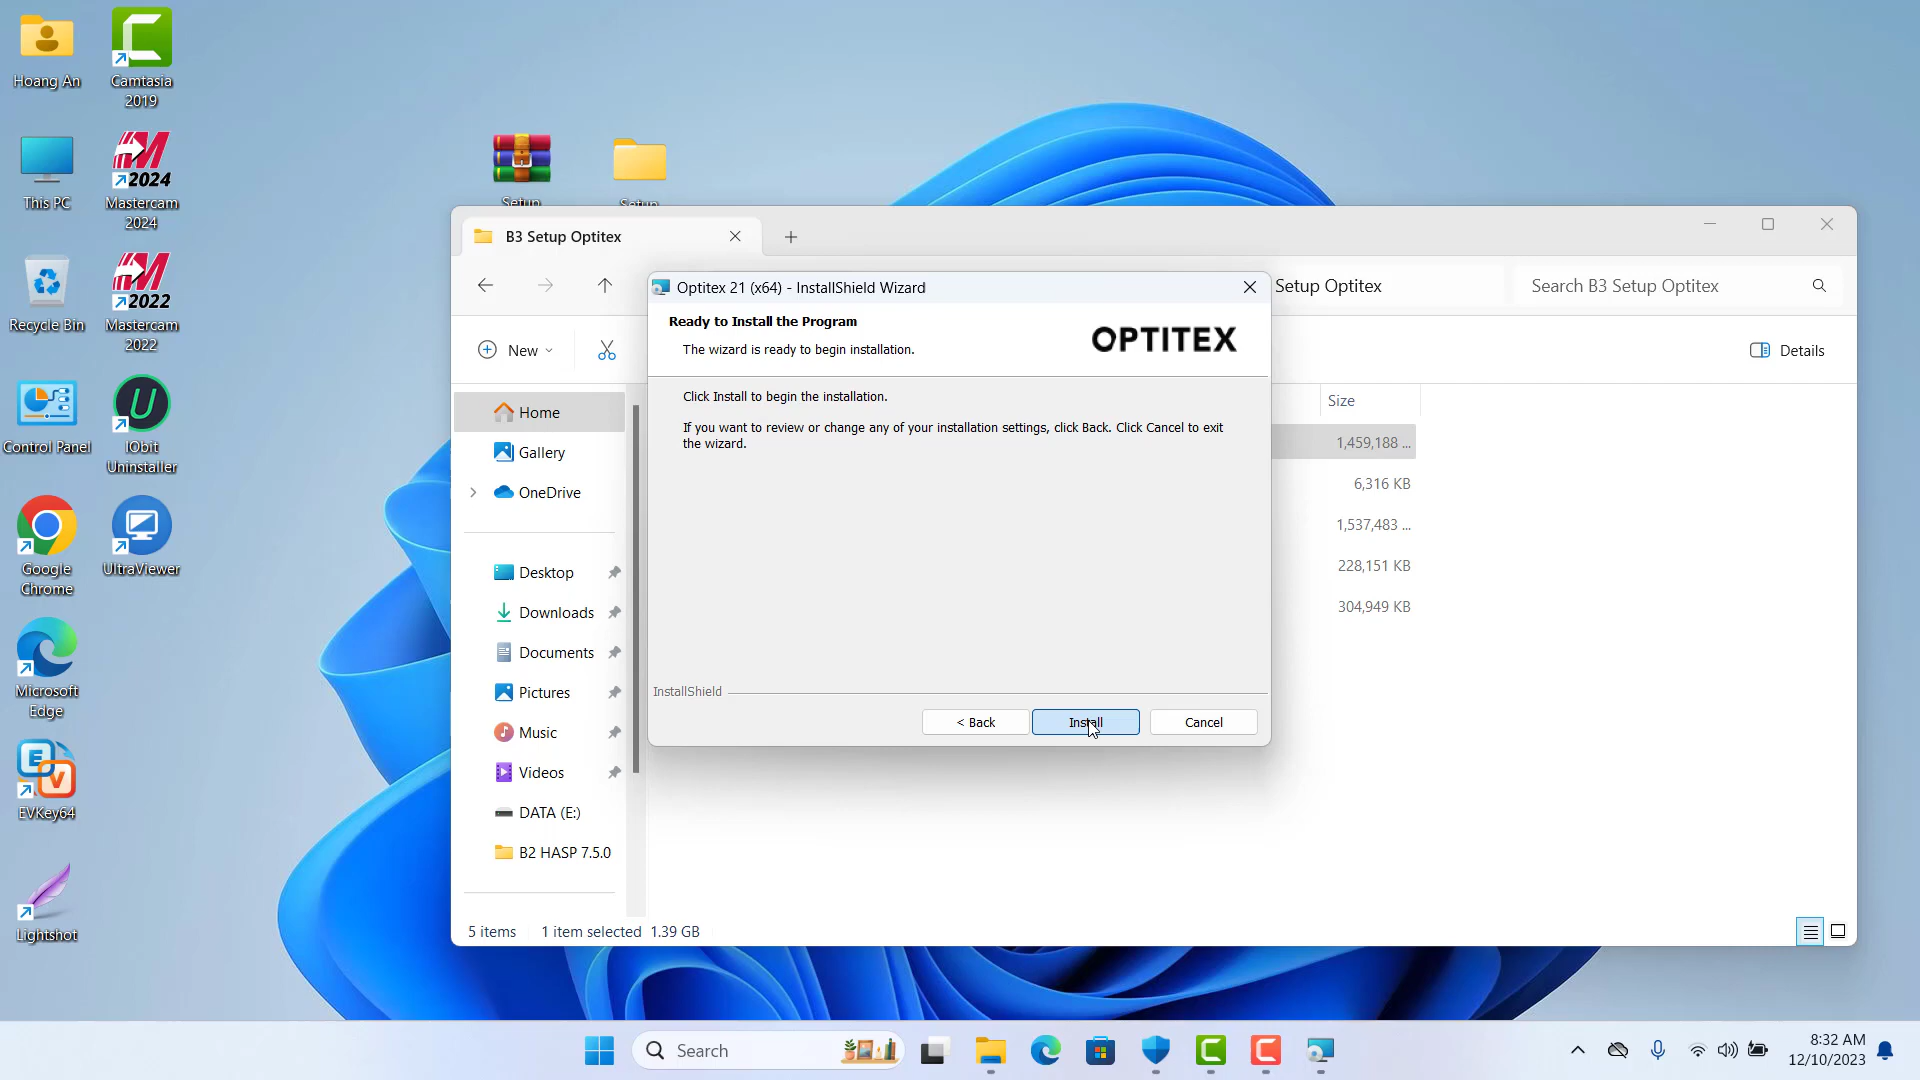 Hoang An
Camtasia
2019
This PC
2024
Mastercam
2024
Recycle Bin
2022
Mastercam
2022
Control Panel
IObit
Uninstaller
Google
Chrome
UltraViewer
Microsoft
Edge
EVKey64
Lightshot
Setup
Setup
B3 Setup Optitex
Setup Optitex
Search B3 Setup Optitex
New
Details
Home
Gallery
OneDrive
Desktop
Downloads
Documents
Pictures
Music
Videos
DATA (E:)
B2 HASP 7.5.0
Size
1,459,188 ...
6,316 KB
1,537,483 ...
228,151 KB
304,949 KB
5 items
1 item selected 1.39 GB
Optitex 21 (x64) - InstallShield Wizard
Ready to Install the Program
The wizard is ready to begin installation.
OPTITEX
Click Install to begin the installation.
If you want to review or change any of your installation settings, click Back. Click Cancel to exit
the wizard.
InstallShield
< Back
Install
Cancel
Search
8:32 AM
12/10/2023